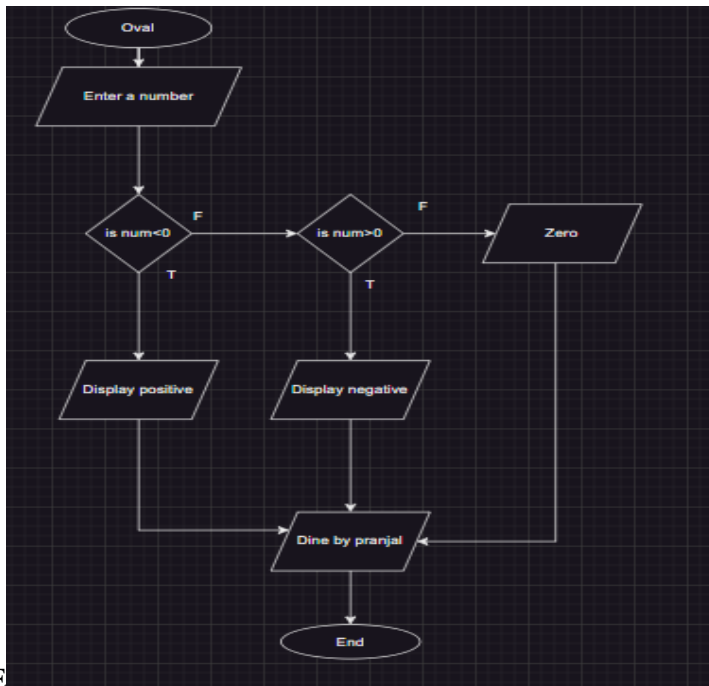 Oval
Enter a number
is num<0
F
is num>0
F
Zero
T
T
Display positive
Display negative
Dine by pranjal
End